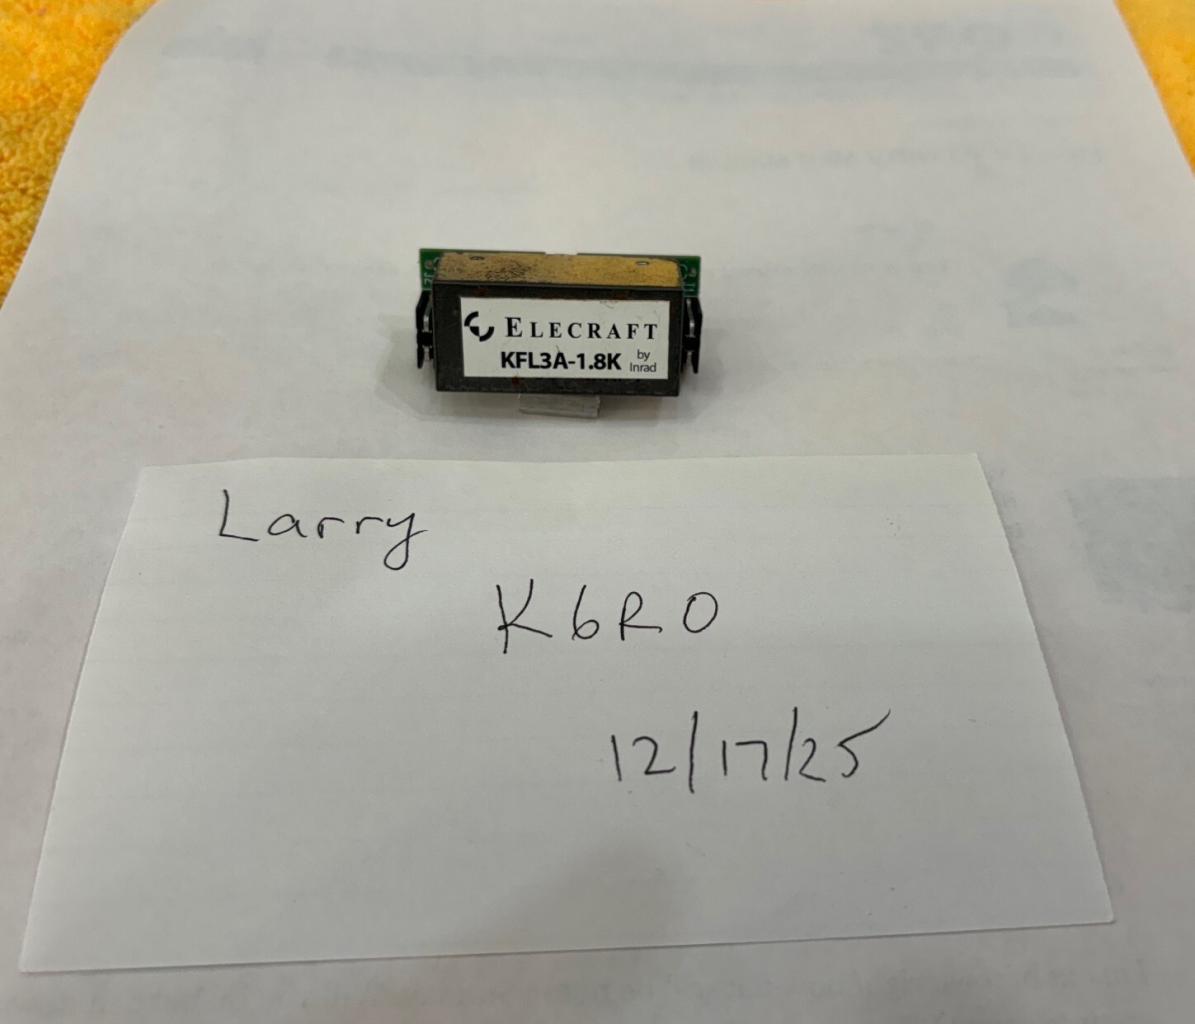 ELECRAFT
KFL3A-1.8K by Inrad
Larry
K6RO
12/17/25